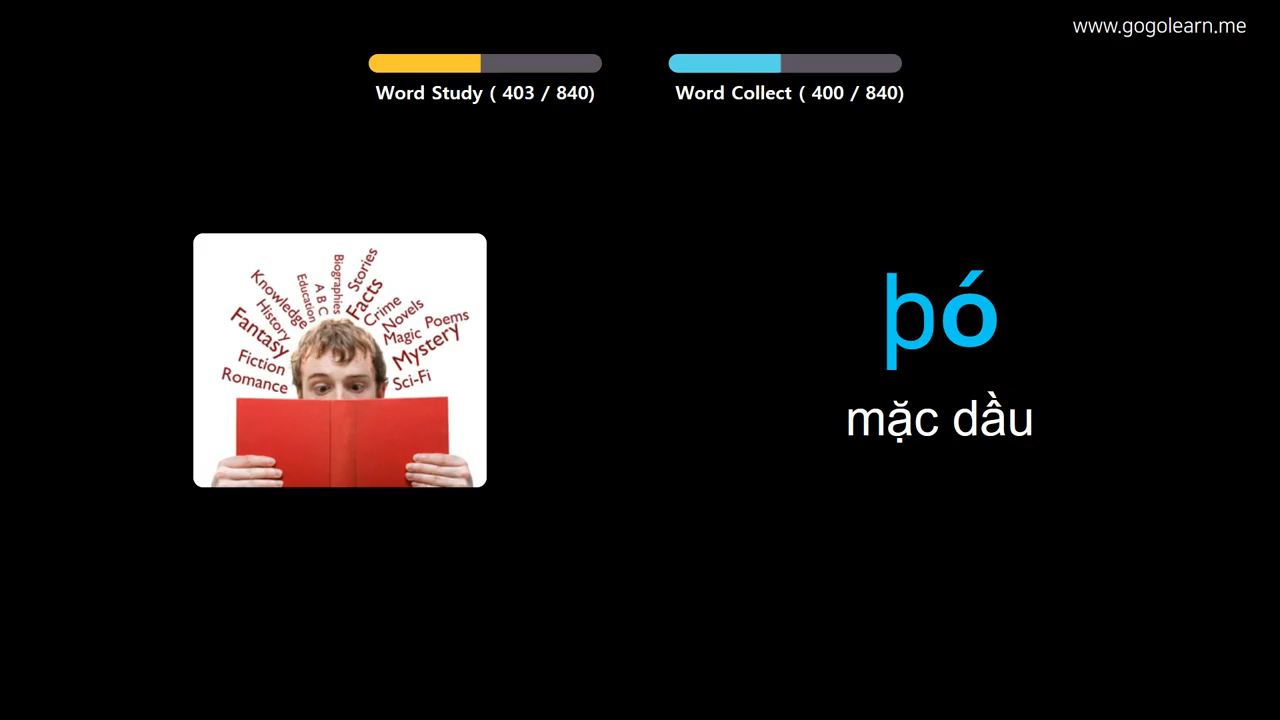 www.gogolearn.me
Word Study ( 403 / 840)
Word Collect ( 400 / 840)
Stories
Biographies
Facts
A B C
Education
Knowledge
Crime
History
Novels
Poems
Fantasy
Magic
Mystery
Fiction
Sci-Fi
Romance
þó
mặc dầu